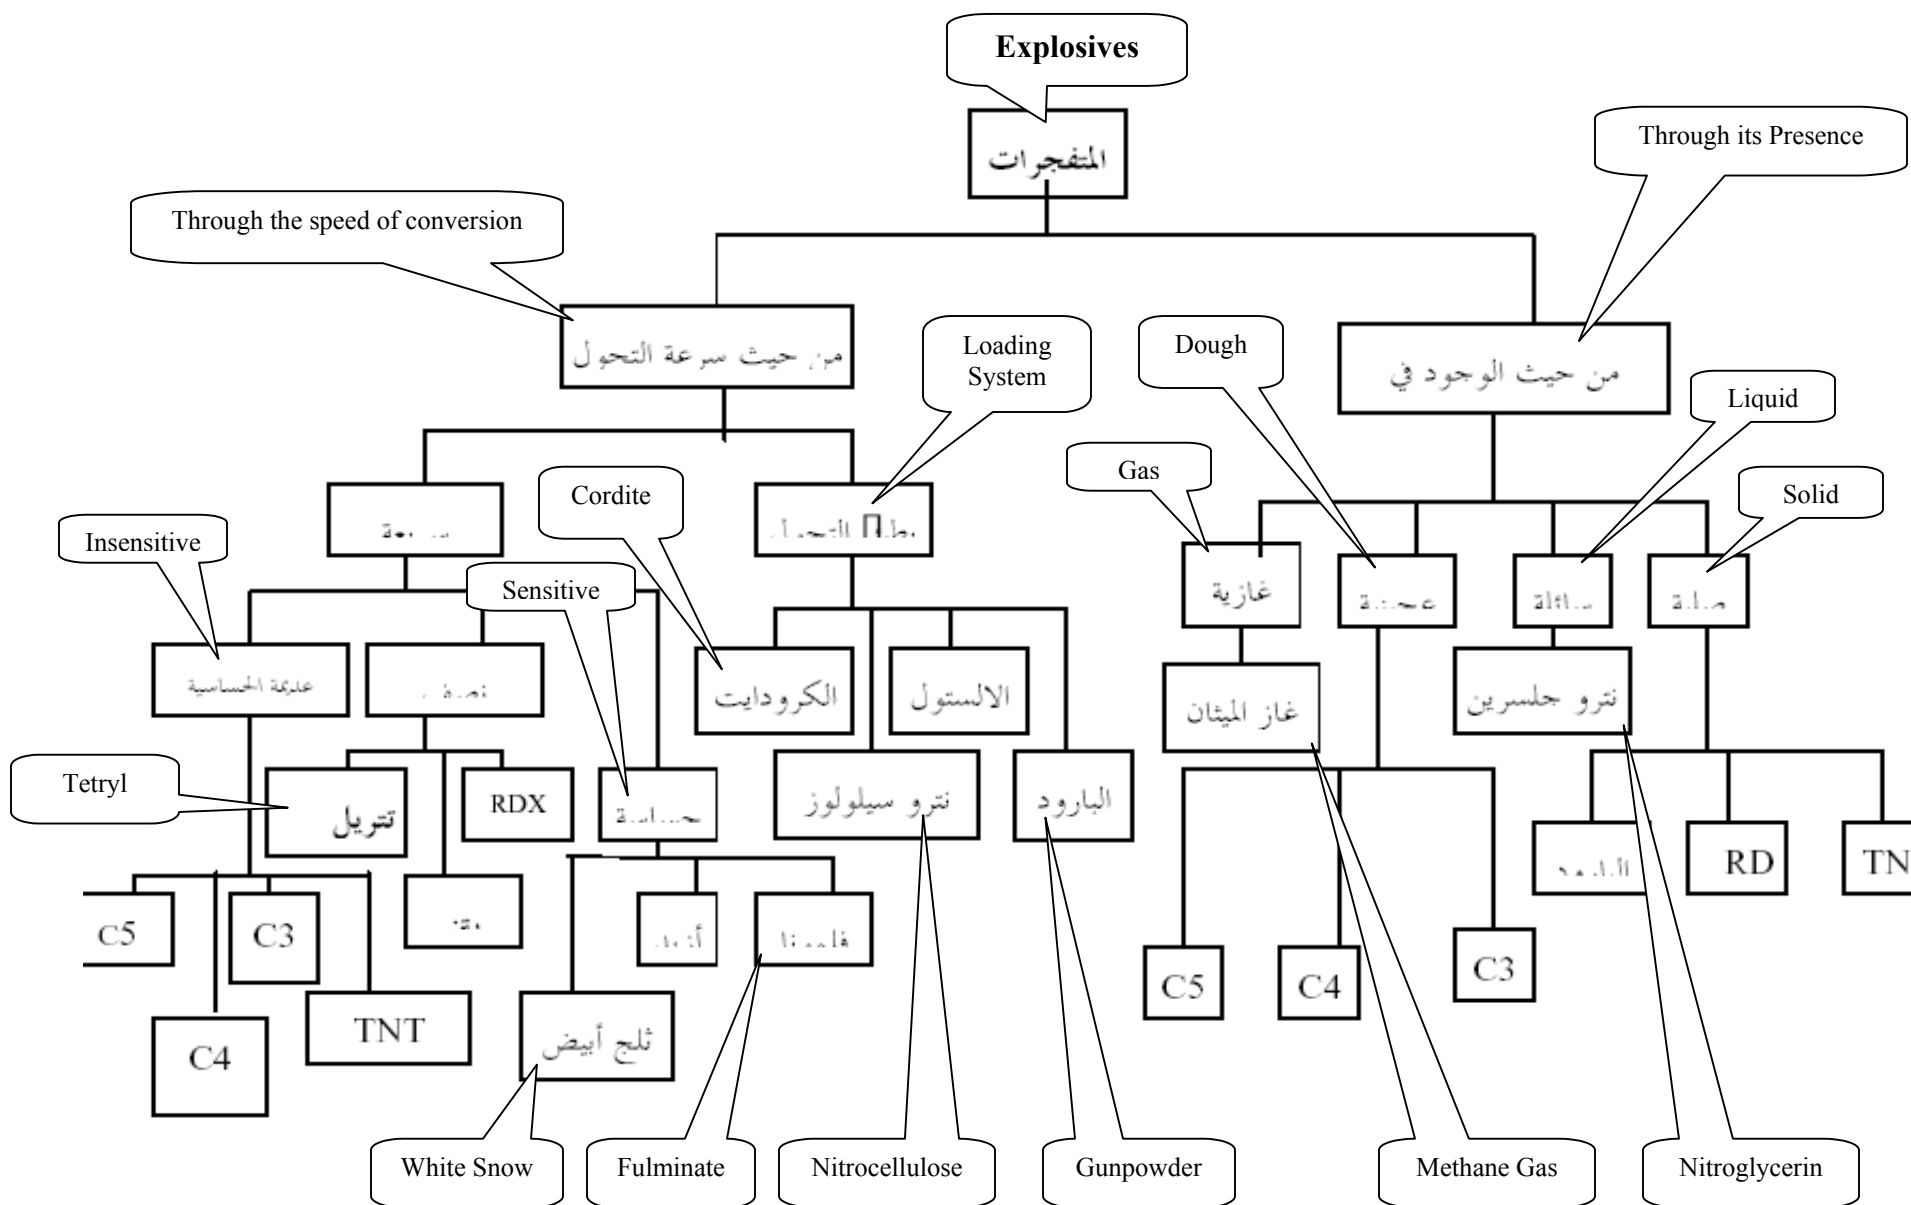 Explosives
المتفجرات
Through its Presence
Through the speed of conversion
من حيث سرعة التحول
Loading
System
Dough
من حيث الوجود في
Liquid
Gas
Cordite
Solid
Insensitive
Sensitive
غازية
عديمة الحساسية
الكرودايت
الالستول
غاز الميثان
نترو جلسرين
Tetryl
تتريل
RDX
نترو سيلولوز
البارود
RD
TN
C5
C3
C5
C4
C3
C4
TNT
ثلج أبيض
White Snow
Fulminate
Nitrocellulose
Gunpowder
Methane Gas
Nitroglycerin